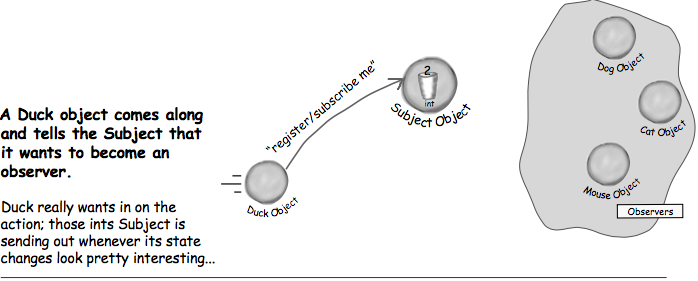 A Duck object comes along
and tells the Subject that
it wants to become an
observer.
Duck really wants in on the
action; those ints Subject is
sending out whenever its state
changes look pretty interesting...
"register/subscribe me"
Duck Object
2
int
Subject Object
Dog Object
Cat Object
Mouse Object
Observers